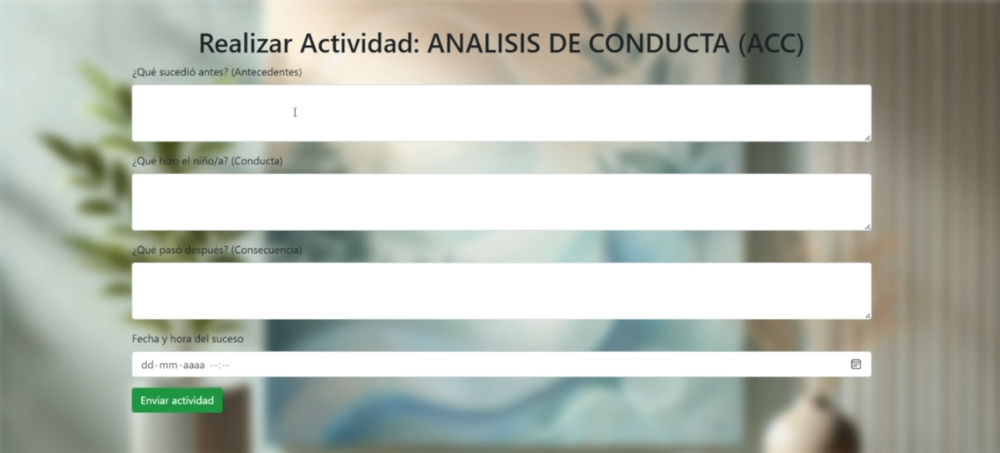 Realizar Actividad: ANALISIS DE CONDUCTA (ACC)
¿Qué sucedió antes? (Antecedentes)
¿Qué hizo el niño/a? (Conducta)
¿Qué pasó después? (Consecuencia)
Fecha y hora del suceso
dd-mm-aaaa --:--
Enviar actividad